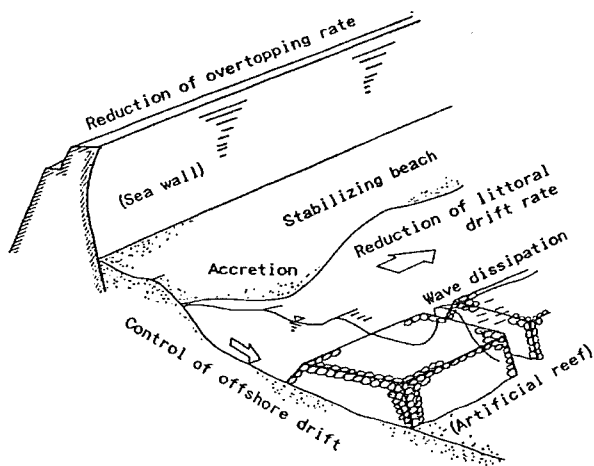 Reduction of overtopping rate
(Sea wall)
Stabilizing beach
Reduction of littoral
drift rate
Accretion
Wave dissipation
Control of offshore drift
(Artificial reef)